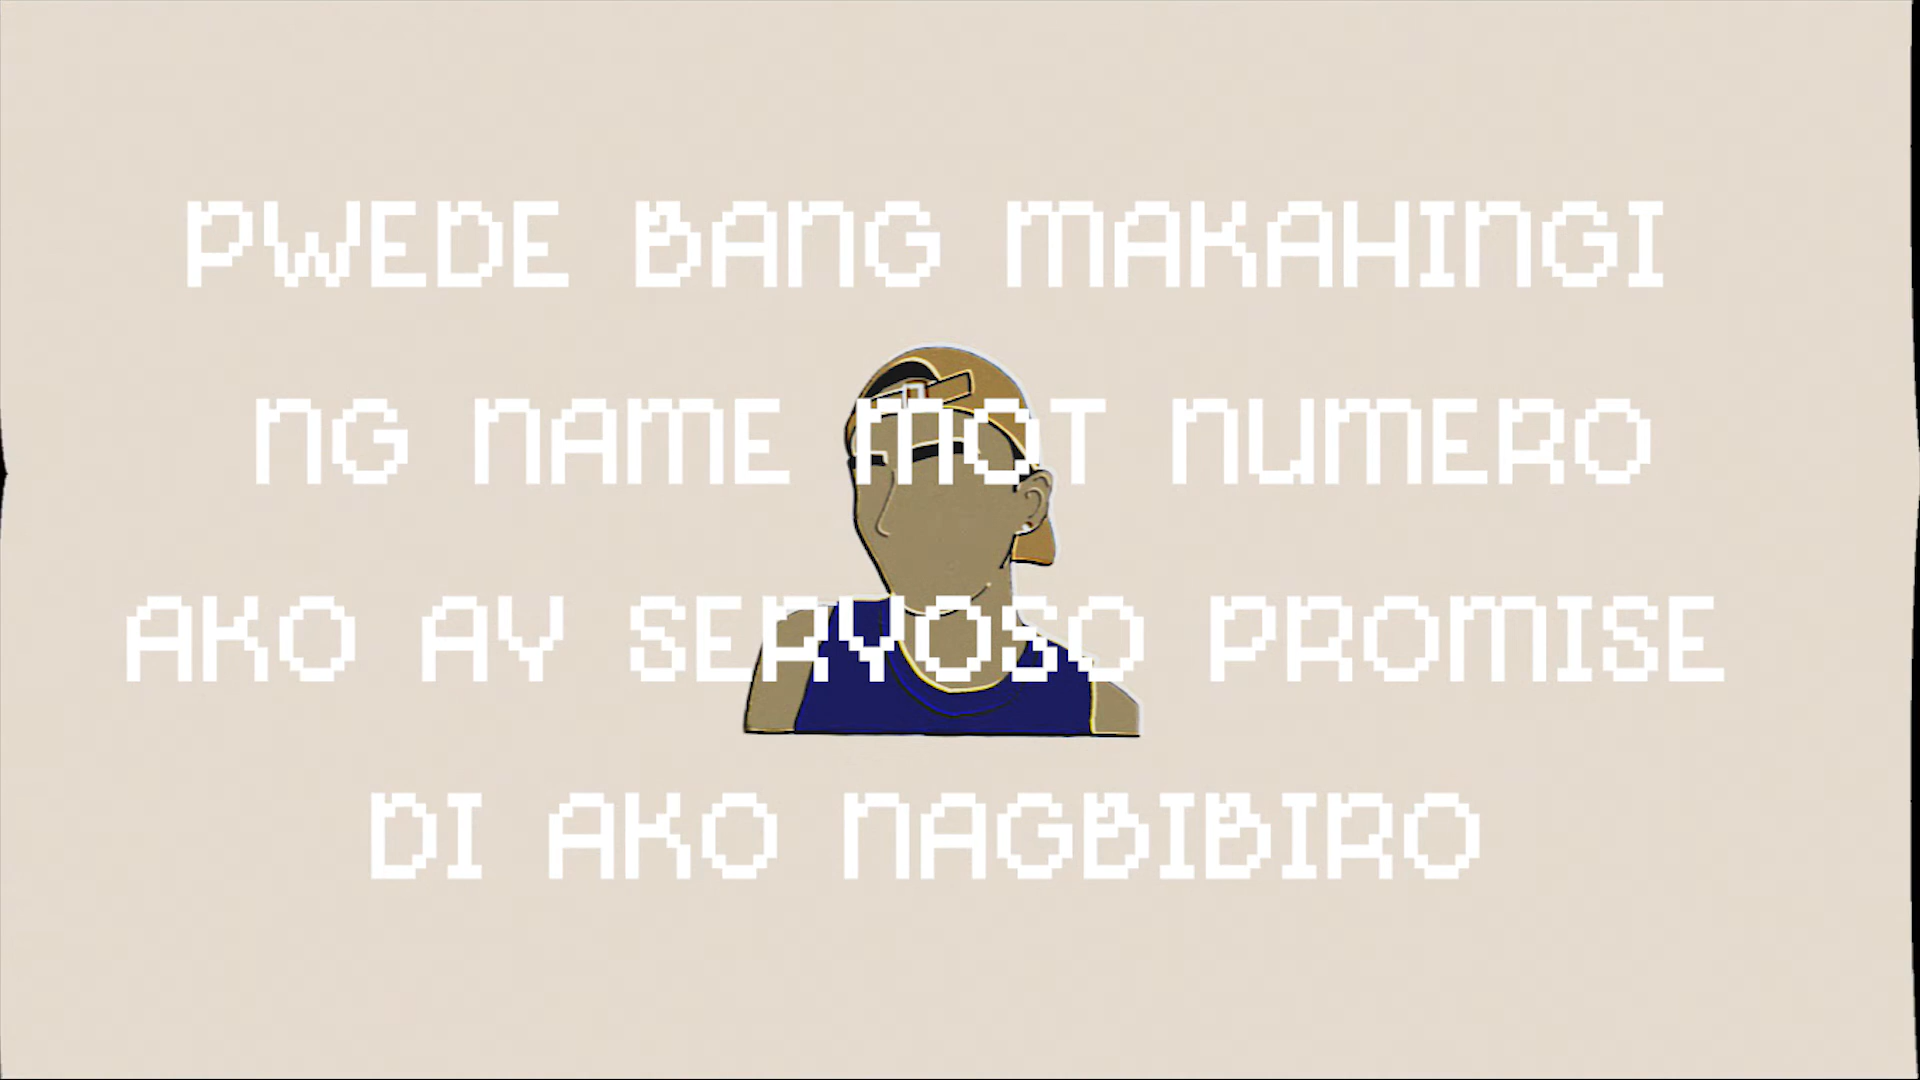 PWEDE BANG MAKAHINGI
NG NAME MOT NUMERO
AKO AY SERYOSO PROMISE
DI AKO NAGBIBIRO